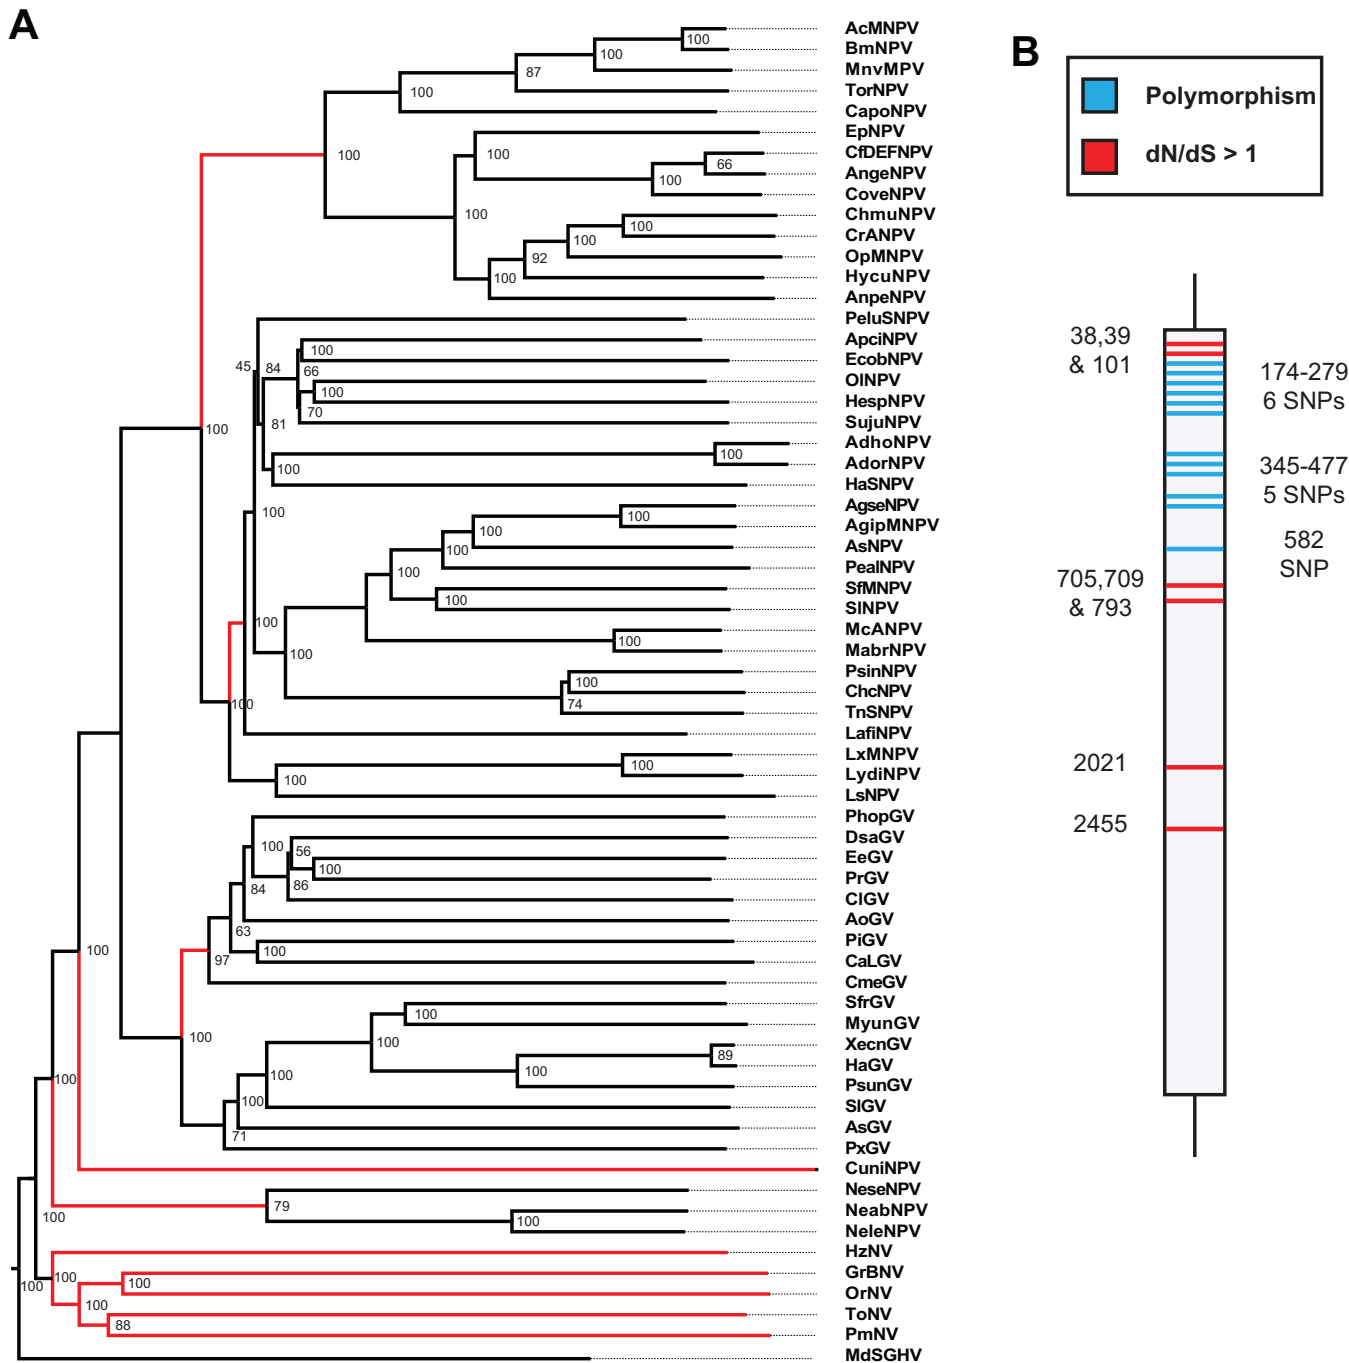 A
AcMNPV
BmNPV
MnvMPV
TorNPV
CapoNPV
EpNPV
CfDEFNPV
AngeNPV
CoveNPV
ChmuNPV
CrANPV
OpMNPV
HycuNPV
AnpeNPV
PeluSNPV
ApciNPV
EcobNPV
OlNPV
HespNPV
SujuNPV
AdhoNPV
AdorNPV
HaSNPV
AgseNPV
AgipMNPV
AsNPV
PealNPV
SfMNPV
SlNPV
McANPV
MabrNPV
PsinNPV
ChcNPV
TnSNPV
LafiNPV
LxMNPV
LydiNPV
LsNPV
PhopGV
DsaGV
EeGV
PrGV
ClGV
AoGV
PiGV
CaLGV
CmeGV
SfrGV
MyunGV
XecnGV
HaGV
PsunGV
SlGV
AsGV
PxGV
CuniNPV
NeseNPV
NeabNPV
NeleNPV
HzNV
GrBNV
OrNV
ToNV
PmNV
MdSGHV
100
100
87
100
100
100
66
100
100
100
100
92
100
100
100
45
84
66
100
70
81
100
100
100
100
100
100
100
100
100
100
100
100
74
100
100
100
100
100
56
100
86
84
63
100
97
100
100
100
89
100
100
100
71
100
100
79
100
100
100
100
100
100
88
B
Polymorphism
dN/dS > 1
38,39
& 101
174-279
6 SNPs
345-477
5 SNPs
582
SNP
705,709
& 793
2021
2455